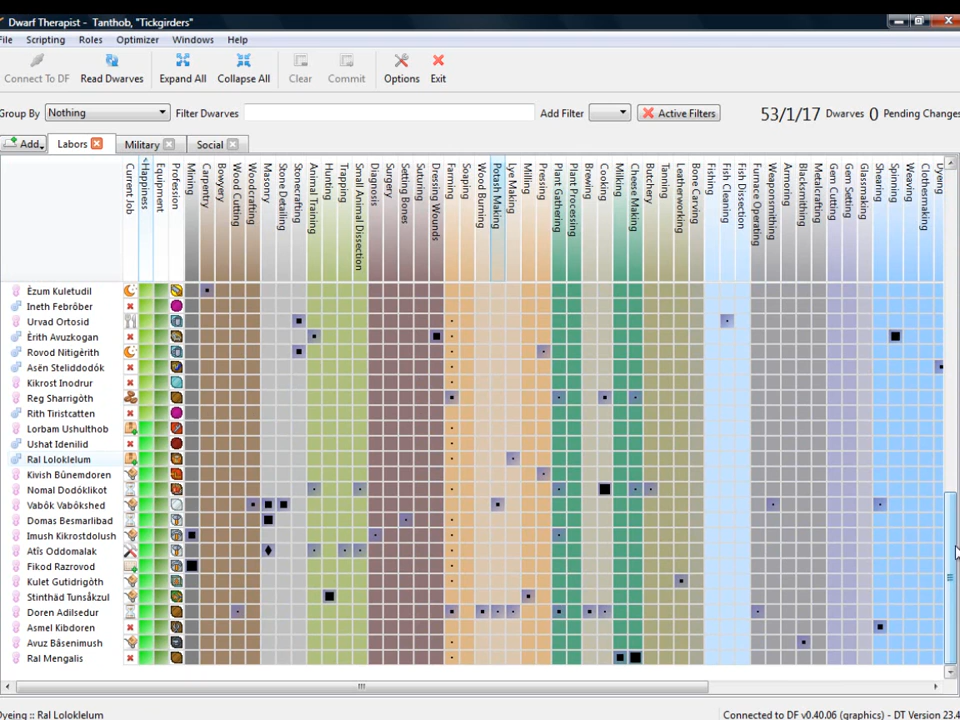 Dwarf Therapist - Tanthob, "Tickgirders"
File Scripting Roles Optimizer Windows Help
Connect To DF Read Dwarves Expand All Collapse All Clear Commit Options Exit
Group By Nothing Filter Dwarves Add Filter Active Filters 53/1/17 Dwarves 0 Pending Changes
Add... Labors Military Social
Current Job Happiness Equipment Profession Mining Carpentry Bowyery Wood Cutting Woodcrafting Masonry Stone Detailing Stonecrafting Animal Training Hunting Trapping Small Animal Dissection Diagnosis Surgery Setting Bones Suturing Dressing Wounds Farming Soaping Wood Burning Potash Making Lye Making Milling Pressing Plant Gathering Plant Processing Brewing Cooking Milking Cheese Making Butchery Tanning Leatherworking Bone Carving Fishing Fish Cleaning Fish Dissection Furnace Operating Weaponsmithing Armoring Blacksmithing Metalcrafting Gem Cutting Gem Setting Glassmaking Shearing Spinning Weaving Clothesmaking Dyeing
Ézum Kuletudil
Ineth Febrôber
Urvad Ortosid
Èrith Avuzkogan
Rovod Nitigèrith
Asën Steliddodók
Kikrost Inodrur
Reg Sharrigòth
Rith Tiristcatten
Lorbam Ushulthob
Ushat Idenilid
Ral Loloklelum
Kivish Bûnemdoren
Nomal Dodóklikot
Vabôk Vabôkshed
Domas Besmarlibad
Imush Kikrostdolush
Atîs Oddomalak
Fikod Razorvod
Kulet Gutidrigòth
Stinthäd Tunsåkzul
Doren Adilsedur
Asmel Kibdoren
Avuz Båsenimush
Ral Mengalis
Dyeing :: Ral Loloklelum Connected to DF v0.40.06 (graphics) - DT Version 23.4